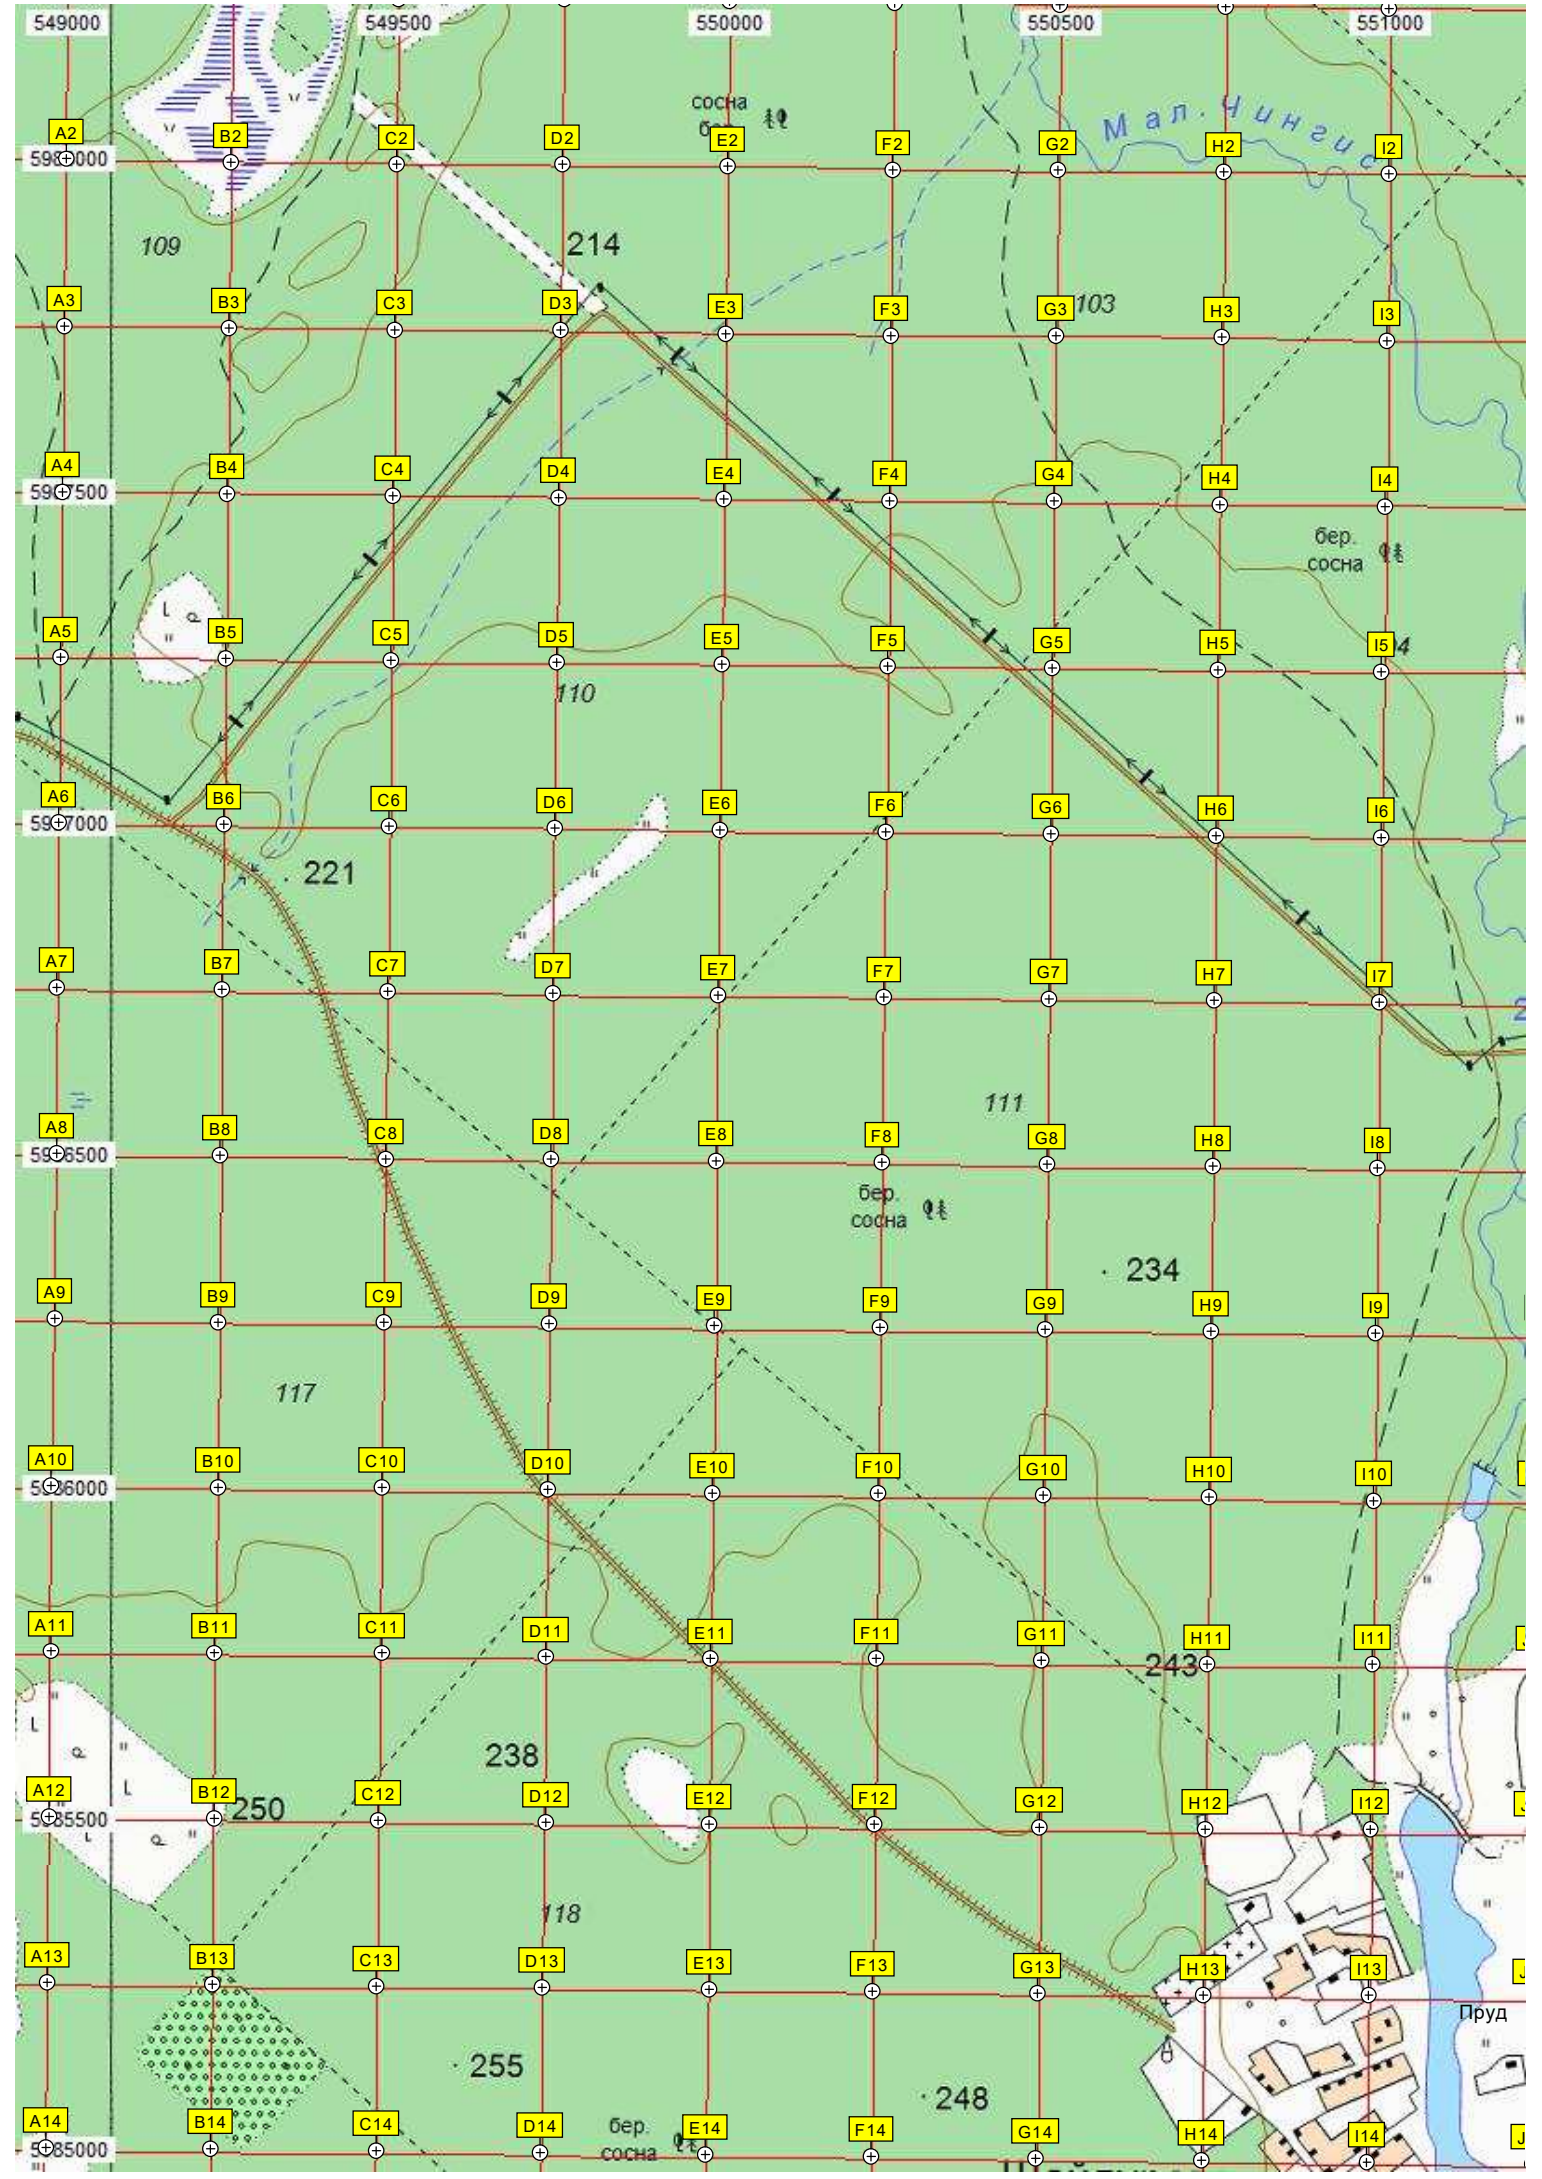 549000 549500 550000 550500 551000
сосна
Мал. Чингис
A2 B2 C2 D2 E2 F2 G2 H2 I2
214
109
103
A3 B3 C3 D3 E3 F3 G3 H3 I3
A4 B4 C4 D4 E4 F4 G4 H4 I4
бер.
сосна
A5 B5 C5 D5 E5 F5 G5 H5 I5
110
A6 B6 C6 D6 E6 F6 G6 H6 I6
221
A7 B7 C7 D7 E7 F7 G7 H7 I7
111
A8 B8 C8 D8 E8 F8 G8 H8 I8
бер.
сосна
234
A9 B9 C9 D9 E9 F9 G9 H9 I9
117
A10 B10 C10 D10 E10 F10 G10 H10 I10
A11 B11 C11 D11 E11 F11 G11 H11 I11
243
238
A12 B12 C12 D12 E12 F12 G12 H12 I12
250
118
A13 B13 C13 D13 E13 F13 G13 H13 I13
Пруд
255
248
A14 B14 C14 D14 E14 F14 G14 H14 I14
бер.
сосна